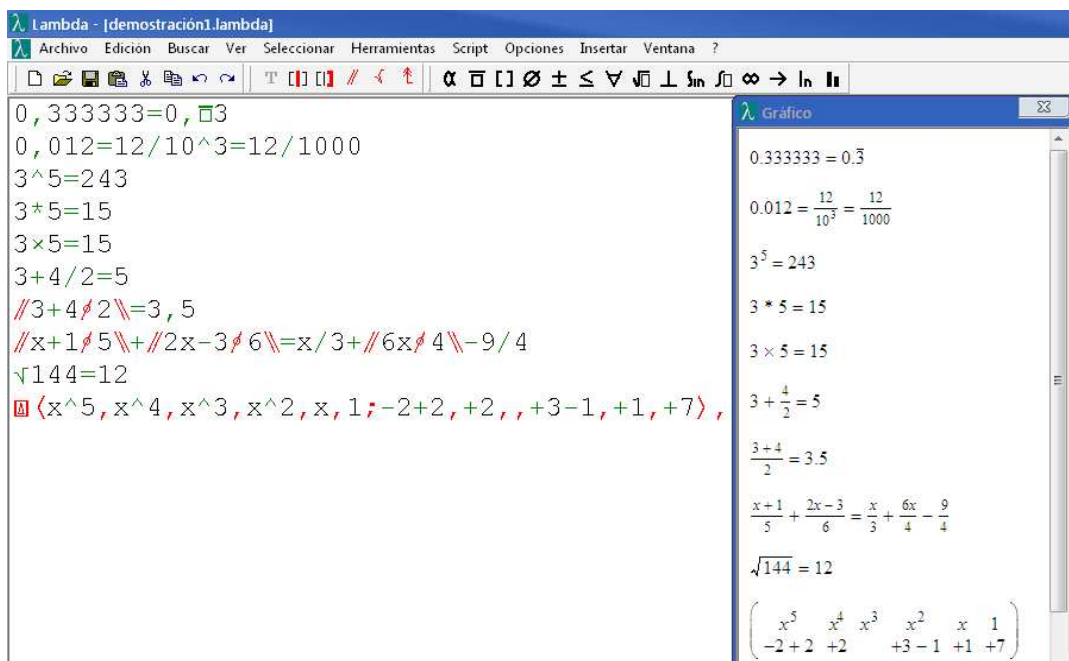 Lambda - [demostración1.lambda]
Archivo Edición Buscar Ver Seleccionar Herramientas Script Opciones Insertar Ventana ?
0,333333=0,‾3
0,012=12/10^3=12/1000
3^5=243
3*5=15
3×5=15
3+4/2=5
//3+4∕2\\=3,5
//x+1∕5\\+//2x-3∕6\\=x/3+//6x∕4\\-9/4
√144=12
⟨x^5,x^4,x^3,x^2,x,1;-2+2,+2,,+3-1,+1,+7⟩,
Gráfico
0.333333 = 0.3̅
0.012 = 12/10³ = 12/1000
3⁵ = 243
3 * 5 = 15
3 × 5 = 15
3 + 4/2 = 5
(3+4)/2 = 3.5
(x+1)/5 + (2x−3)/6 = x/3 + 6x/4 − 9/4
√144 = 12
x⁵ x⁴ x³ x² x 1
−2+2 +2 +3−1 +1 +7